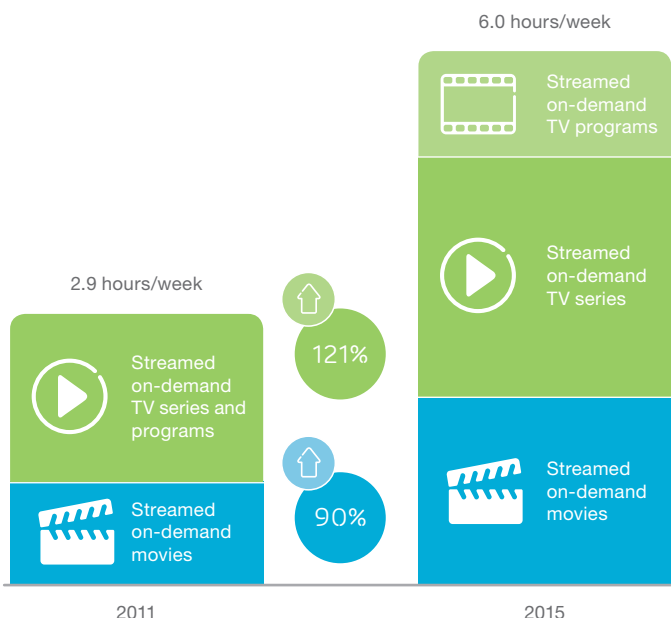 6.0 hours/week
Streamed
on-demand
TV programs
Streamed
on-demand
TV series
2.9 hours/week
121%
Streamed
on-demand
TV series and
programs
90%
Streamed
on-demand
movies
Streamed
on-demand
movies
2011
2015